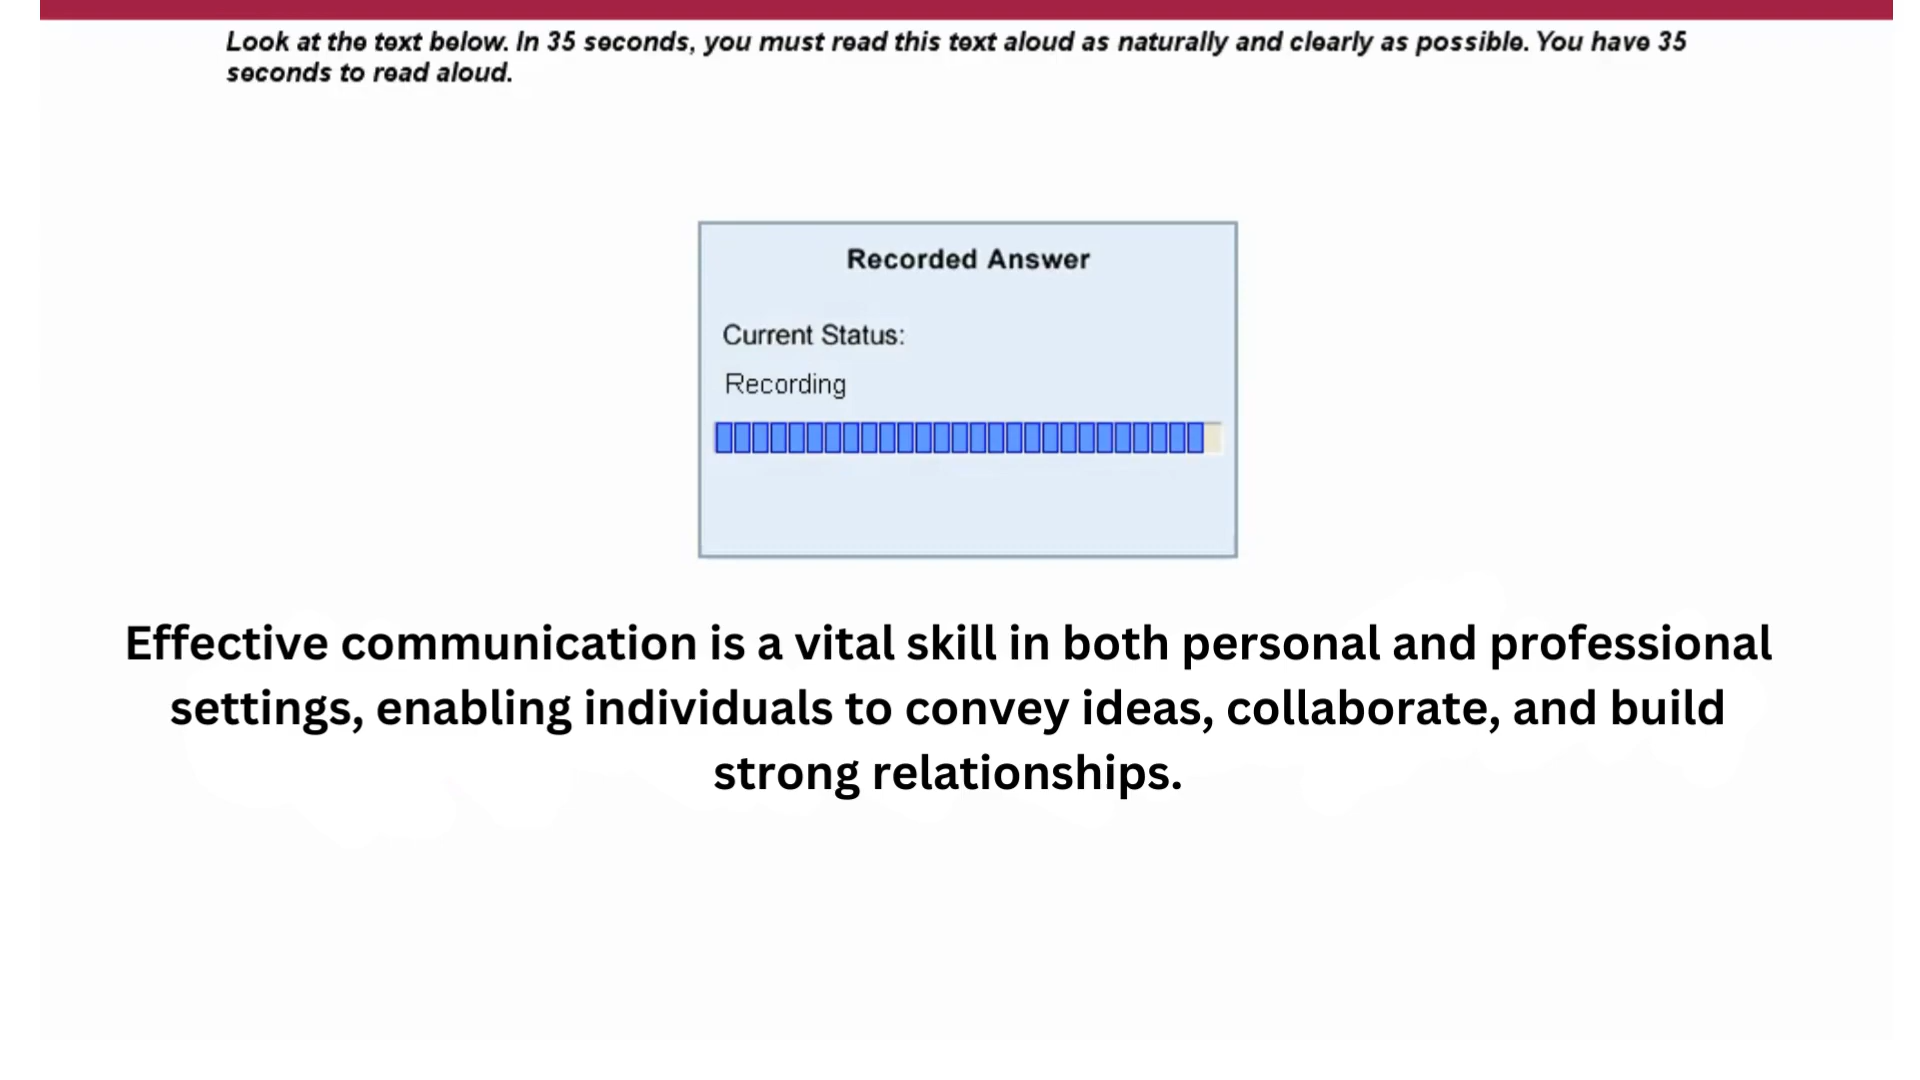 Look at the text below. In 35 seconds, you must read this text aloud as naturally and clearly as possible. You have 35
seconds to read aloud.
Recorded Answer
Current Status:
Recording
Effective communication is a vital skill in both personal and professional
settings, enabling individuals to convey ideas, collaborate, and build
strong relationships.